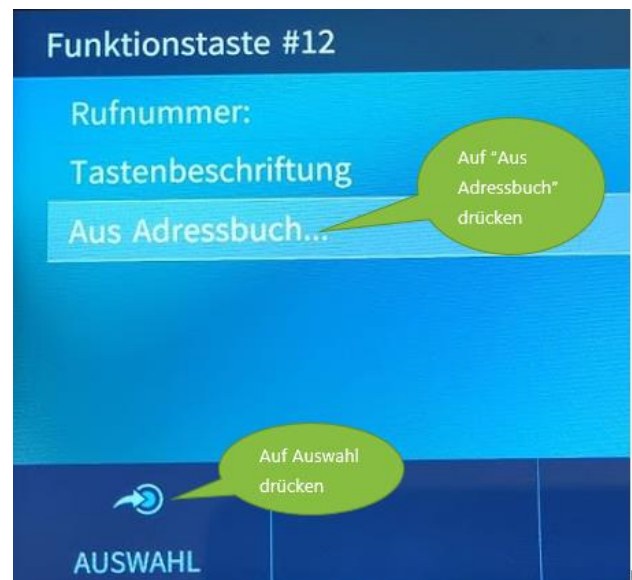 Funktionstaste #12
Rufnummer:
Tastenbeschriftung
Auf "Aus
Adressbuch"
drücken
Aus Adressbuch...
Auf Auswahl
drücken
AUSWAHL